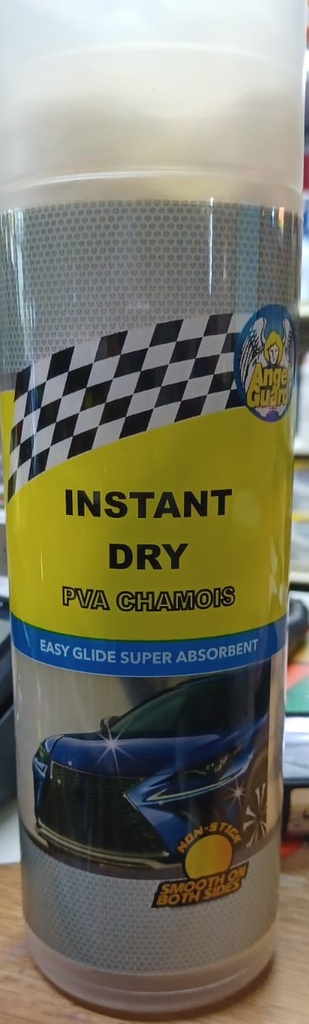 Angel
Guard
INSTANT
DRY
PVA CHAMOIS
EASY GLIDE SUPER ABSORBENT
NON-STICK
SMOOTH ON
BOTH SIDES